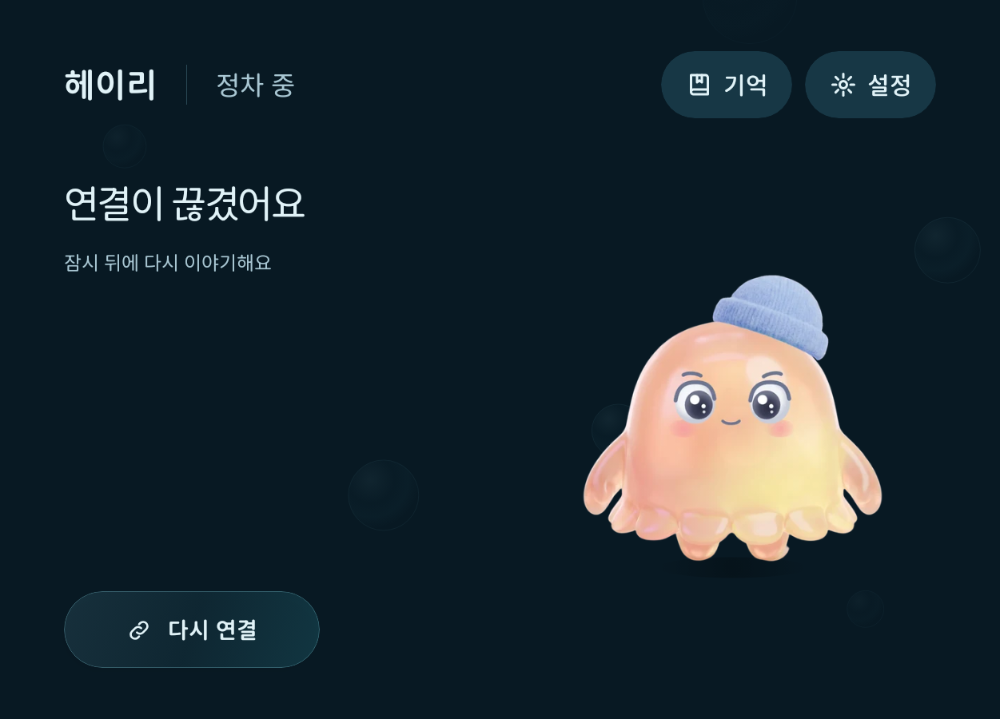 헤이리
정차 중
기억
설정
연결이 끊겼어요
잠시 뒤에 다시 이야기해요
다시 연결